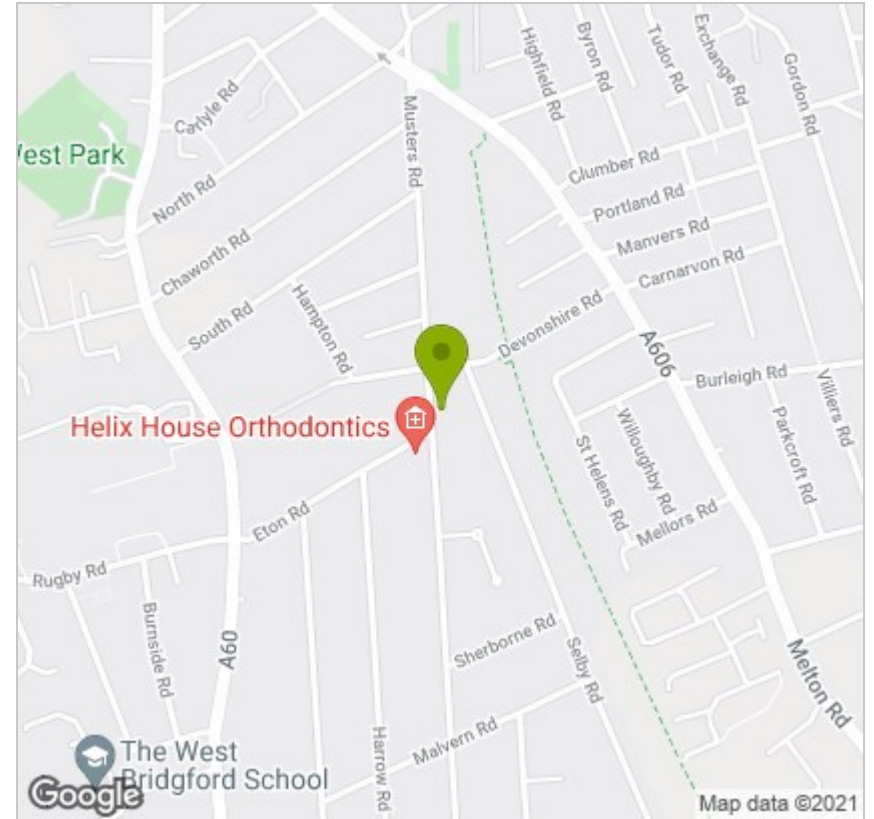 Highfield Rd
Byron Rd
Tudor Rd
Exchange Rd
Gordon Rd
Carlyle Rd
Musters Rd
West Park
North Rd
Clumber Rd
Portland Rd
Manvers Rd
Carnarvon Rd
Chaworth Rd
South Rd
Hampton Rd
Devonshire Rd
A606
Burleigh Rd
Villiers Rd
Parkcroft Rd
Willoughby Rd
St Helens Rd
Mellors Rd
Helix House Orthodontics
Eton Rd
Rugby Rd
Burnside Rd
A60
Sherborne Rd
Selby Rd
Melton Rd
Malvern Rd
Harrow Rd
The West
Bridgford School
Google
Map data ©2021